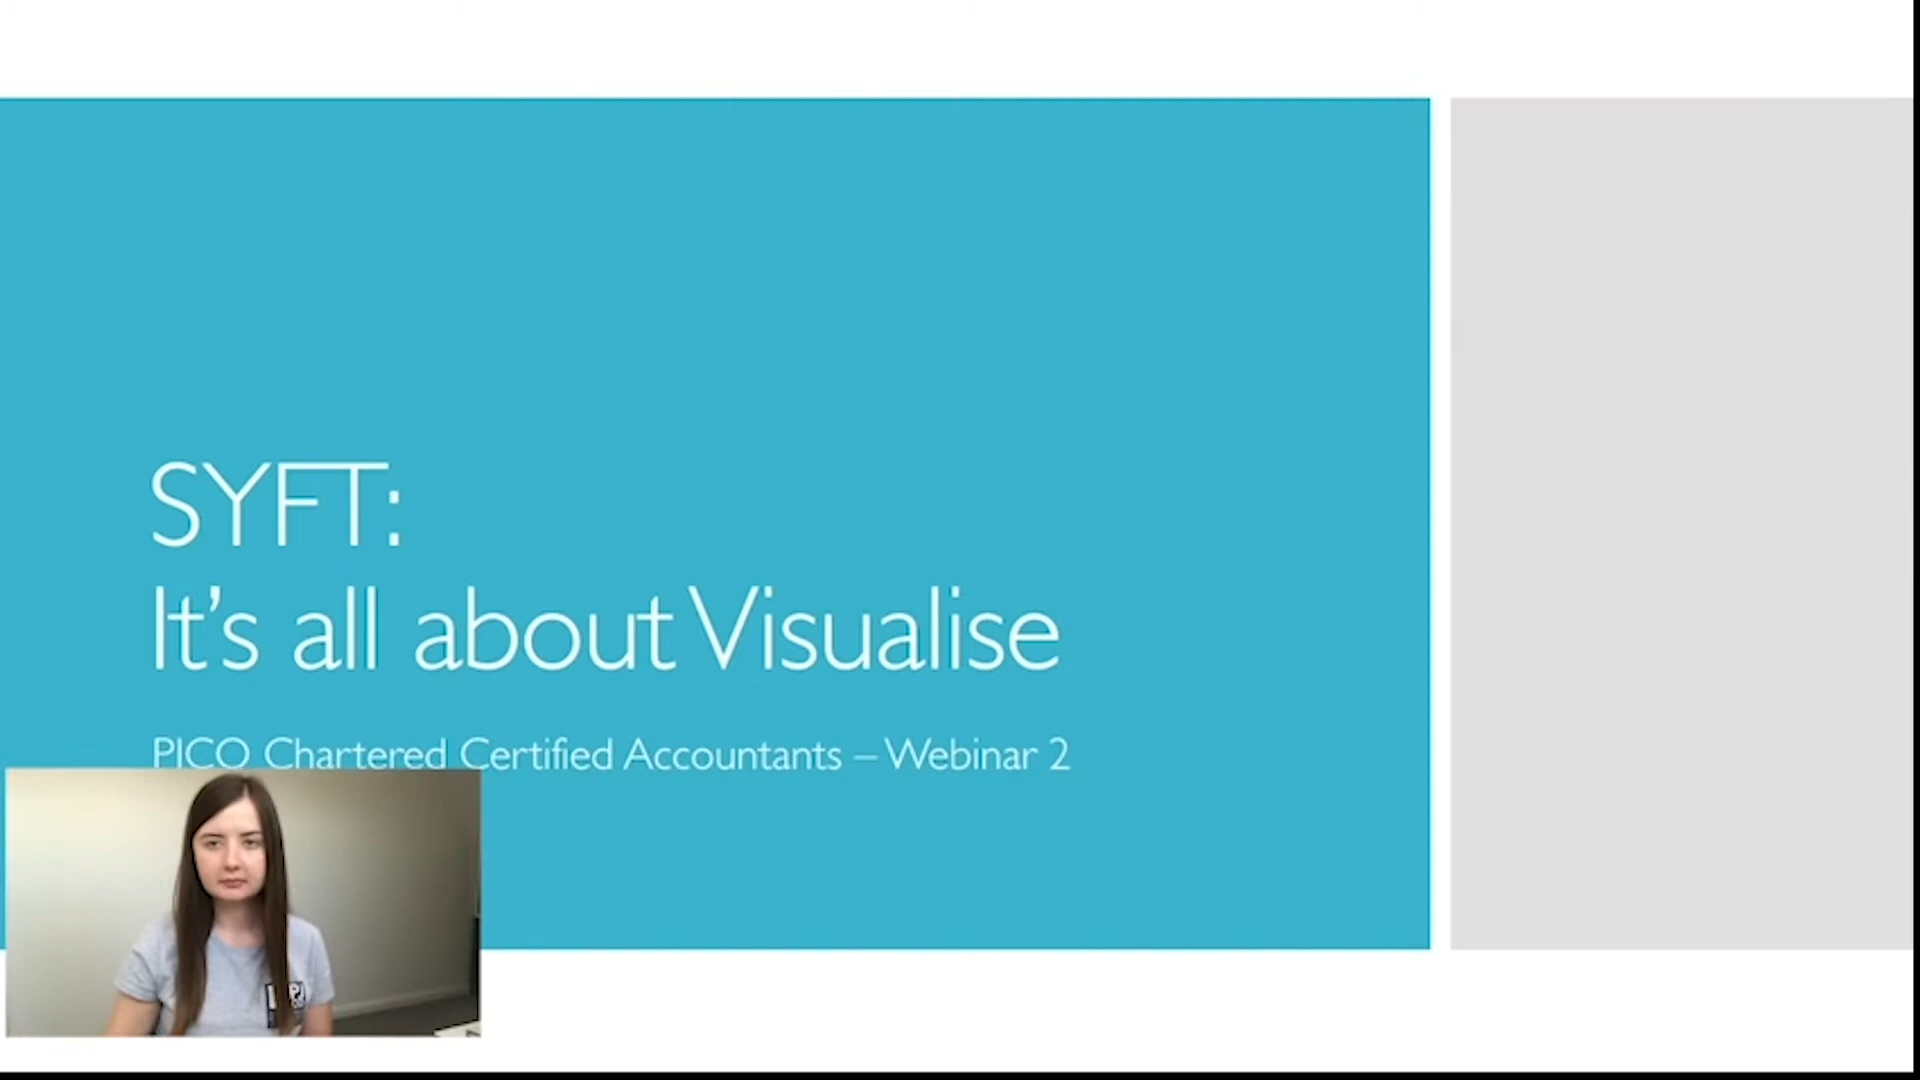 SYFT:
It's all about Visualise
PICO Chartered Certified Accountants – Webinar 2